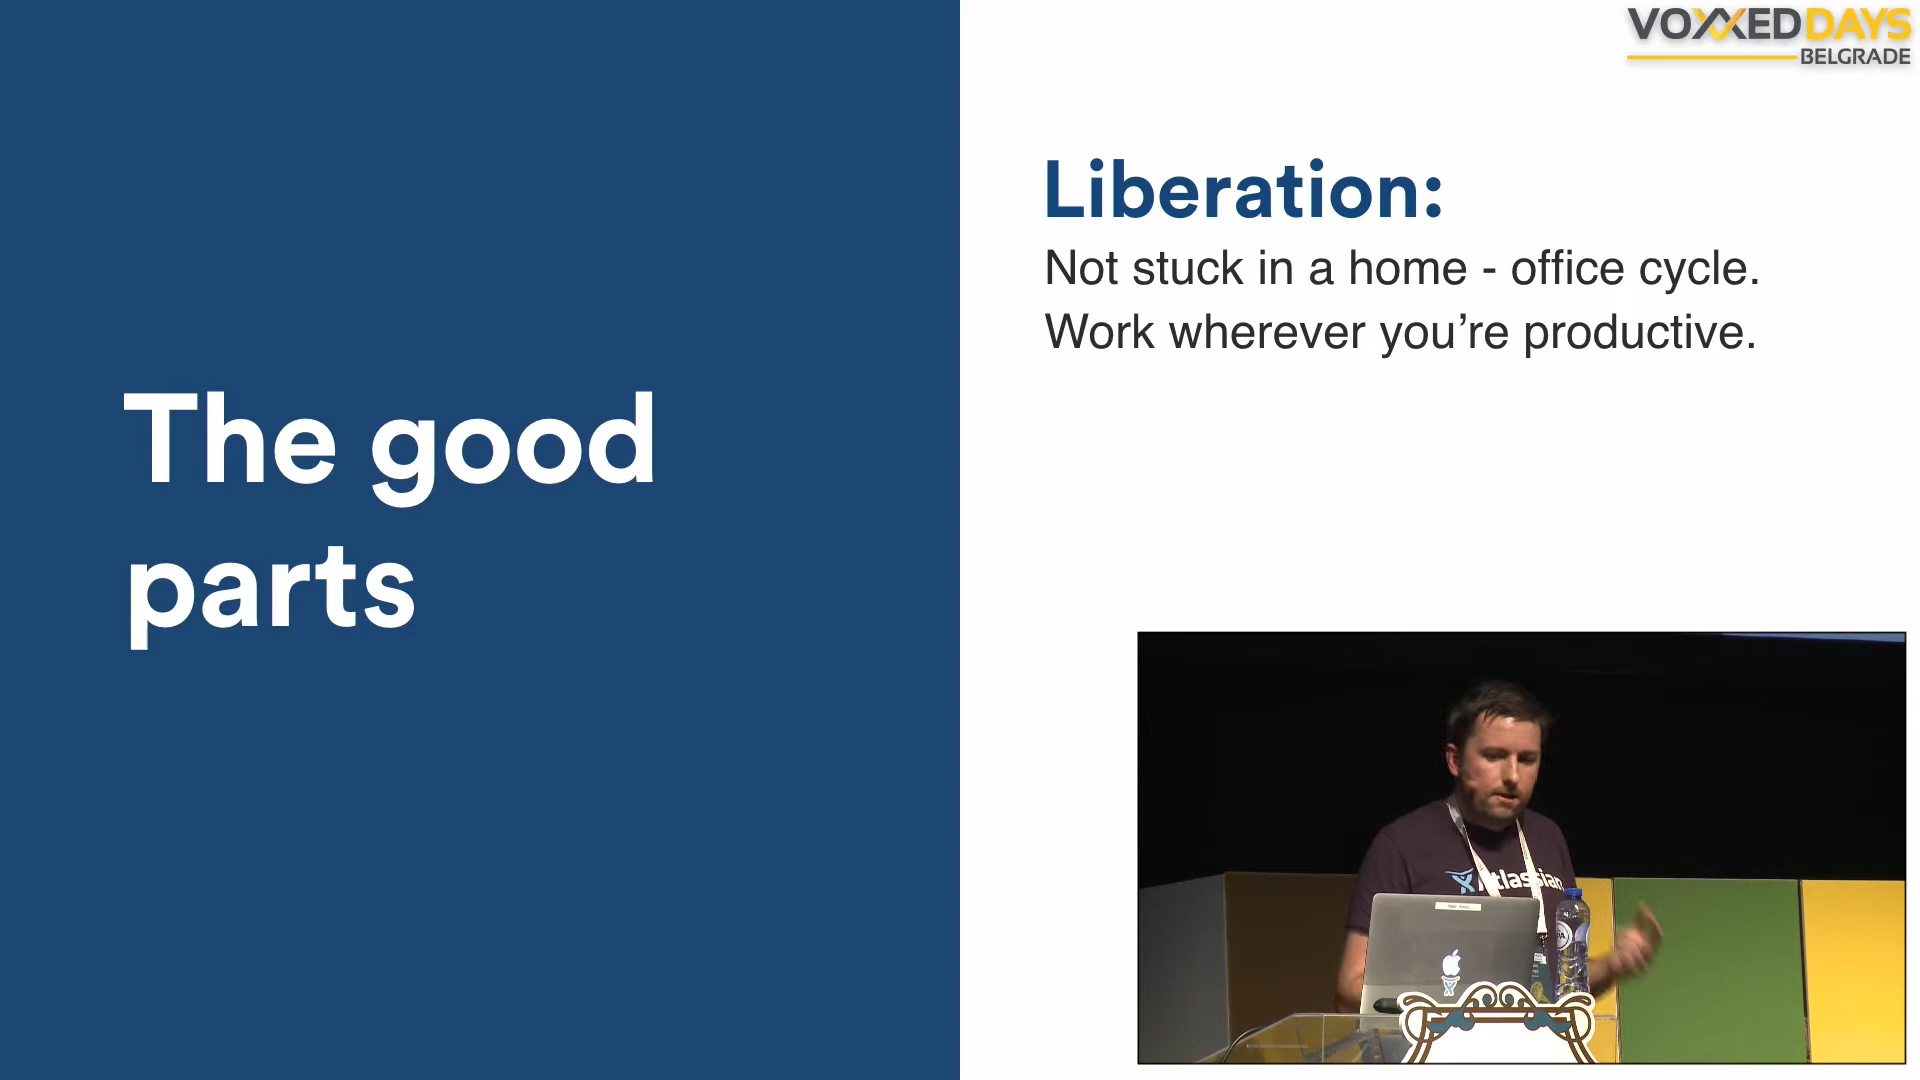 VOXXED DAYS
BELGRADE
Liberation:
Not stuck in a home - office cycle.
Work wherever you’re productive.
The good
parts
Atlassian